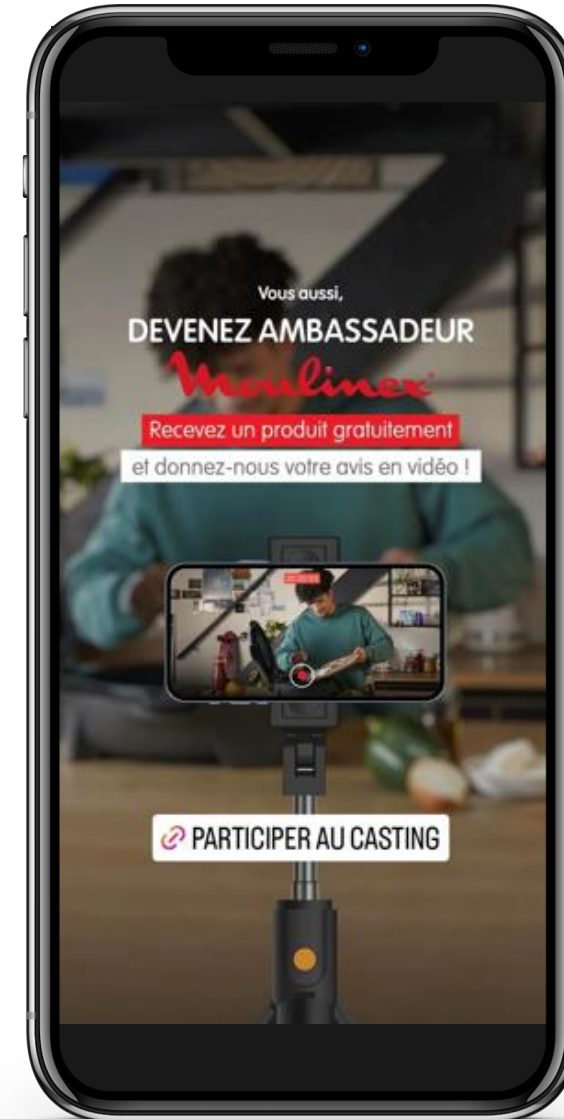 Vous aussi,
DEVENEZ AMBASSADEUR
Moulinex
Recevez un produit gratuitement
et donnez-nous votre avis en vidéo !
PARTICIPER AU CASTING